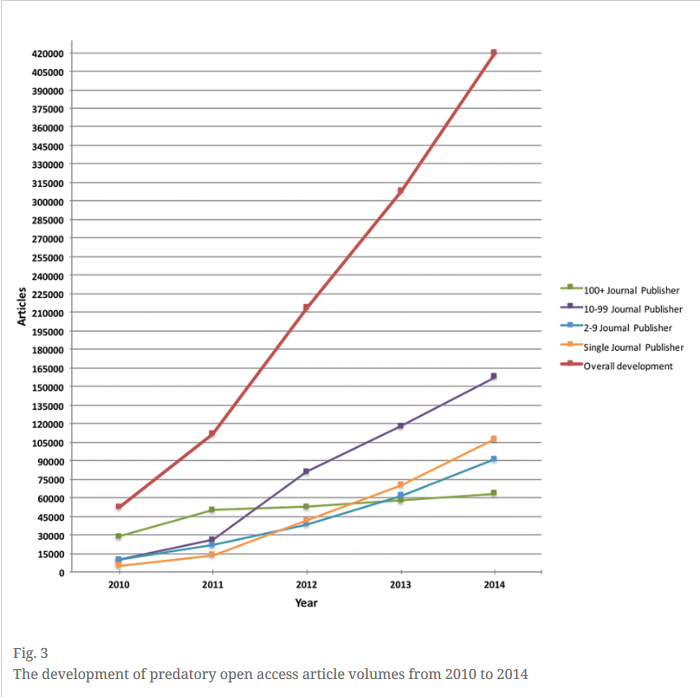 420000
405000
390000
375000
360000
345000
330000
315000
300000
285000
270000
255000
240000
225000
210000
195000
180000
165000
150000
135000
120000
105000
90000
75000
60000
45000
30000
15000
0
Articles
2010 2011 2012 2013 2014
Year
100+ Journal Publisher
10-99 Journal Publisher
2-9 Journal Publisher
Single Journal Publisher
Overall development
Fig. 3
The development of predatory open access article volumes from 2010 to 2014